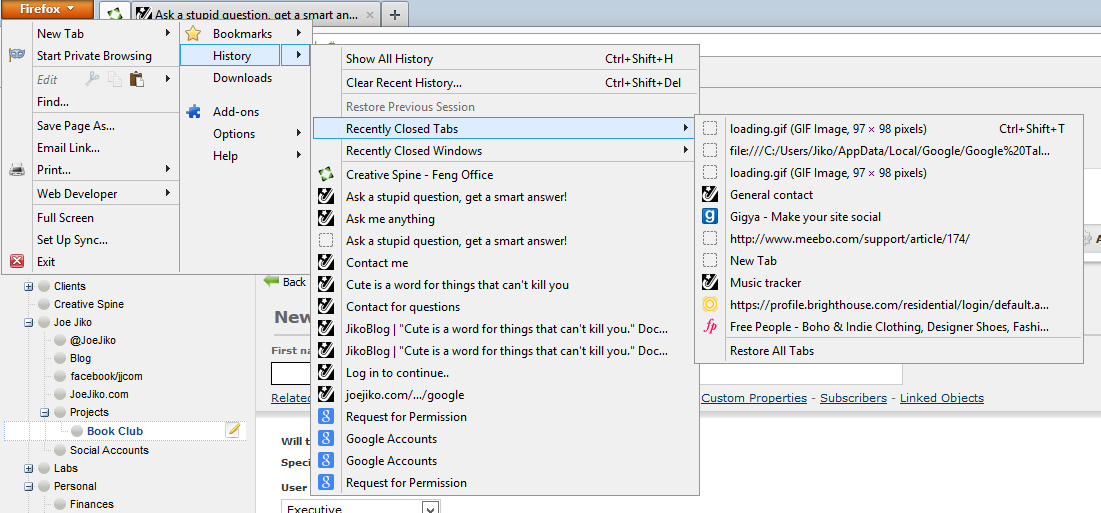 Firefox
Ask a stupid question, get a smart an...
New Tab
Start Private Browsing
Edit
Find...
Save Page As...
Email Link...
Print...
Web Developer
Full Screen
Set Up Sync...
Exit
Bookmarks
History
Downloads
Add-ons
Options
Help
Show All History Ctrl+Shift+H
Clear Recent History... Ctrl+Shift+Del
Restore Previous Session
Recently Closed Tabs
Recently Closed Windows
Creative Spine - Feng Office
Ask a stupid question, get a smart answer!
Ask me anything
Ask a stupid question, get a smart answer!
Contact me
Cute is a word for things that can't kill you
Contact for questions
JikoBlog | "Cute is a word for things that can't kill you." Doc...
JikoBlog | "Cute is a word for things that can't kill you." Doc...
Log in to continue..
joejiko.com/.../google
Request for Permission
Google Accounts
Google Accounts
Request for Permission
loading.gif (GIF Image, 97 × 98 pixels) Ctrl+Shift+T
file:///C:/Users/Jiko/AppData/Local/Google/Google%20Tal...
loading.gif (GIF Image, 97 × 98 pixels)
General contact
Gigya - Make your site social
http://www.meebo.com/support/article/174/
New Tab
Music tracker
https://profile.brighthouse.com/residential/login/default.a...
Free People - Boho & Indie Clothing, Designer Shoes, Fashi...
Restore All Tabs
Clients
Creative Spine
Joe Jiko
@JoeJiko
Blog
facebook/jjcom
JoeJiko.com
Projects
Book Club
Social Accounts
Labs
Personal
Finances
Back
New
First na
Related
Custom Properties - Subscribers - Linked Objects
Will t
Speci
User
Executive